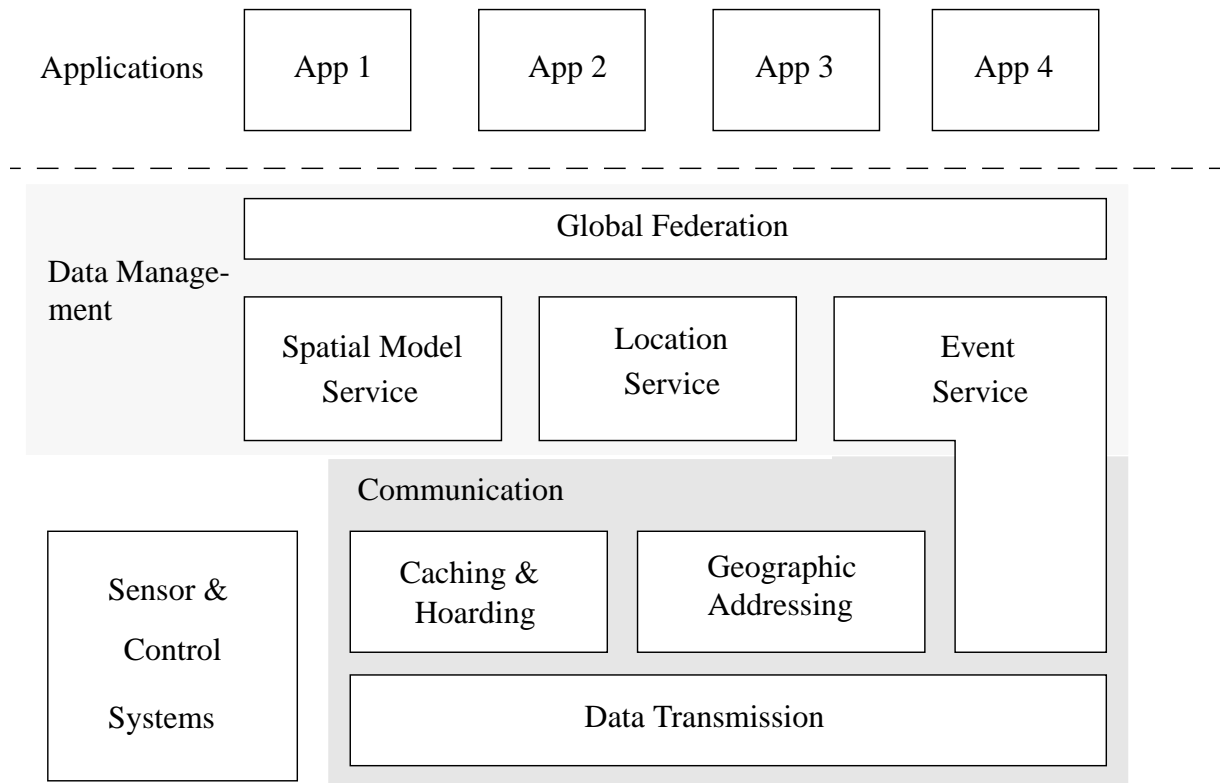 Applications
App 1
App 2
App 3
App 4
Global Federation
Data Manage-
ment
Spatial Model
Service
Location
Service
Event
Service
Communication
Sensor &
Control
Systems
Caching &
Hoarding
Geographic
Addressing
Data Transmission